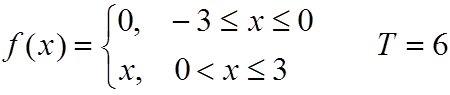 f(x) = { 0, -3 ≤ x ≤ 0
x, 0 < x ≤ 3 T = 6